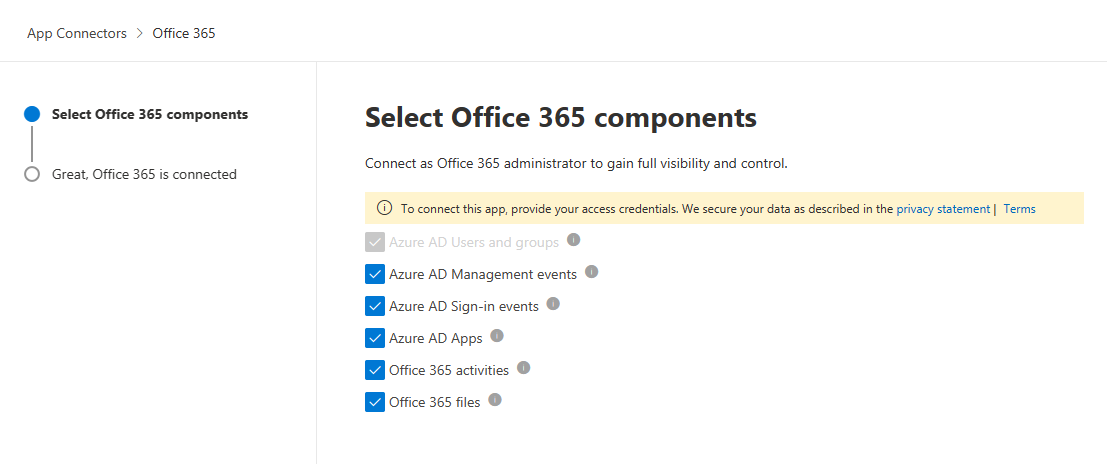 App Connectors > Office 365
Select Office 365 components
Great, Office 365 is connected
Select Office 365 components
Connect as Office 365 administrator to gain full visibility and control.
To connect this app, provide your access credentials. We secure your data as described in the privacy statement | Terms
Azure AD Users and groups
Azure AD Management events
Azure AD Sign-in events
Azure AD Apps
Office 365 activities
Office 365 files